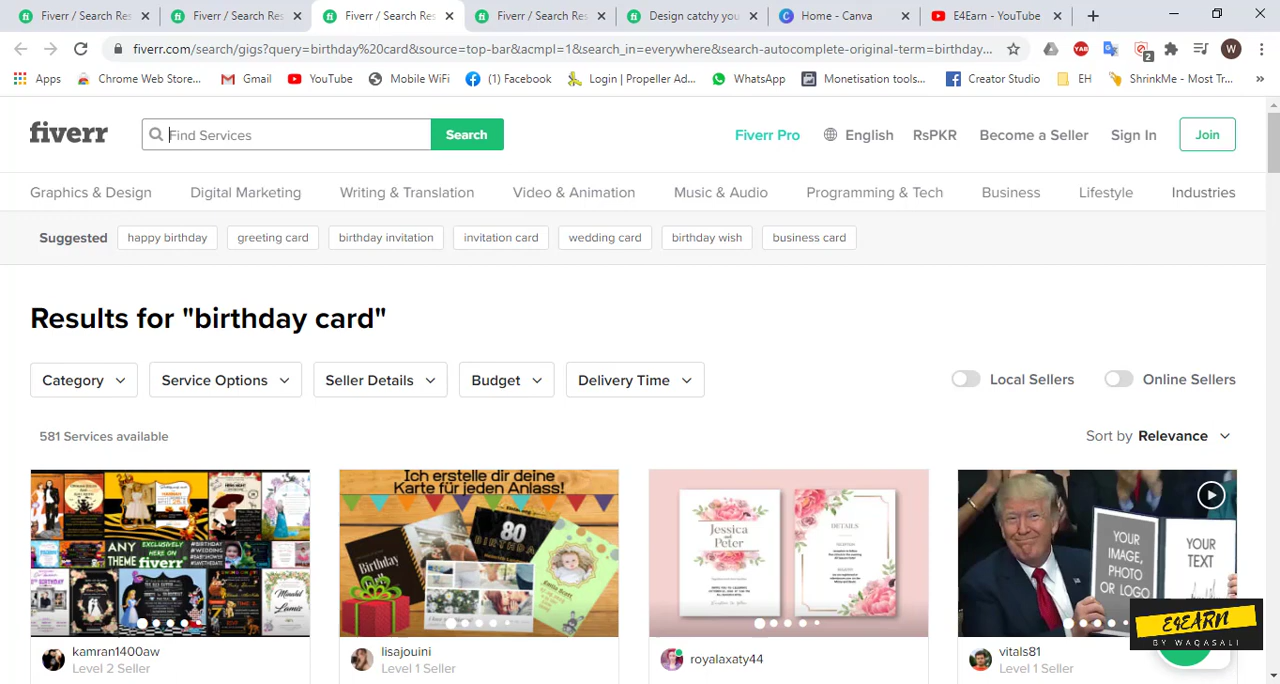 Fiverr / Search Res
Fiverr / Search Res
Fiverr / Search Res
Fiverr / Search Res
Design catchy you
Home - Canva
E4Earn - YouTube
fiverr.com/search/gigs?query=birthday%20card&source=top-bar&acmpl=1&search_in=everywhere&search-autocomplete-original-term=birthday...
Apps
Chrome Web Store...
Gmail
YouTube
Mobile WiFi
(1) Facebook
Login | Propeller Ad...
WhatsApp
Monetisation tools...
Creator Studio
EH
ShrinkMe - Most Tr...
fiverr
Find Services
Search
Fiverr Pro
English
RsPKR
Become a Seller
Sign In
Join
Graphics & Design
Digital Marketing
Writing & Translation
Video & Animation
Music & Audio
Programming & Tech
Business
Lifestyle
Industries
Suggested
happy birthday
greeting card
birthday invitation
invitation card
wedding card
birthday wish
business card
Results for "birthday card"
Category
Service Options
Seller Details
Budget
Delivery Time
Local Sellers
Online Sellers
581 Services available
Sort by Relevance
ANY THEME
EXCLUSIVELY HERE ON
Ich erstelle dir deine
Karte für jeden Anlass!
Jessica
and
Peter
DETAILS
YOUR
IMAGE,
PHOTO
OR LOGO
YOUR
TEXT
E4EARN
BY WAQASALI
kamran1400aw
Level 2 Seller
lisajouini
Level 1 Seller
royalaxaty44
vitals81
Level 1 Seller